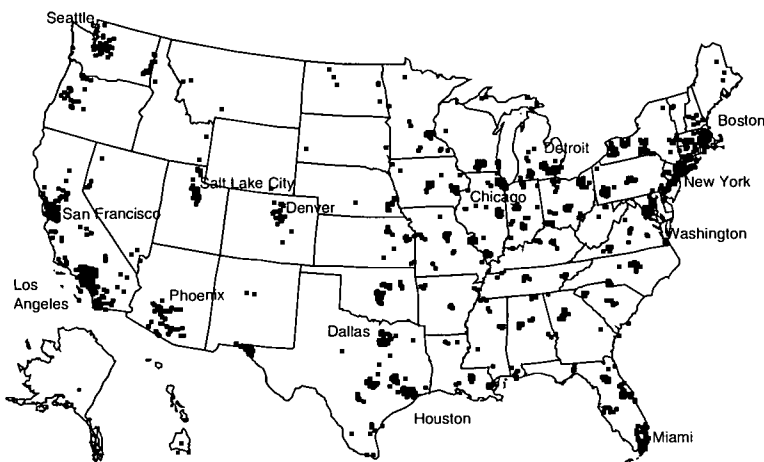 Seattle
Boston
Detroit
Salt Lake City
New York
Chicago
Denver
San Francisco
Washington
Los
Angeles
Phoenix
Dallas
Houston
Miami